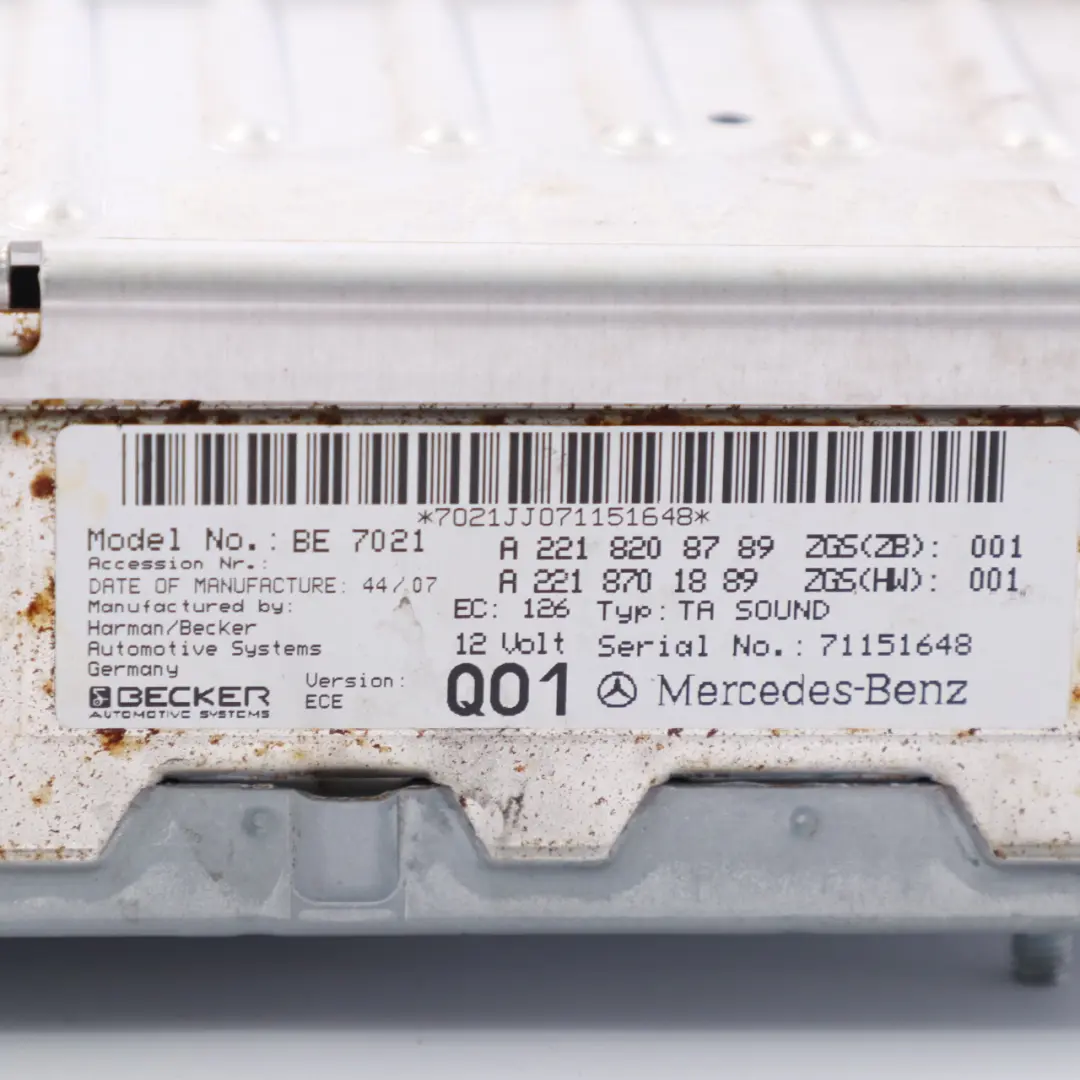 *7021JJ071151648*
Model No.: BE 7021
Accession Nr.:
DATE OF MANUFACTURE: 44/07
Manufactured by:
Harman/Becker
Automotive Systems
Germany
BECKER
AUTOMOTIVE SYSTEMS
Version:
ECE
A 221 820 87 89 ZGS(ZB): 001
A 221 870 18 89 ZGS(HW): 001
EC: 126 Typ: TA SOUND
12 Volt Serial No.: 71151648
Q01 Mercedes-Benz